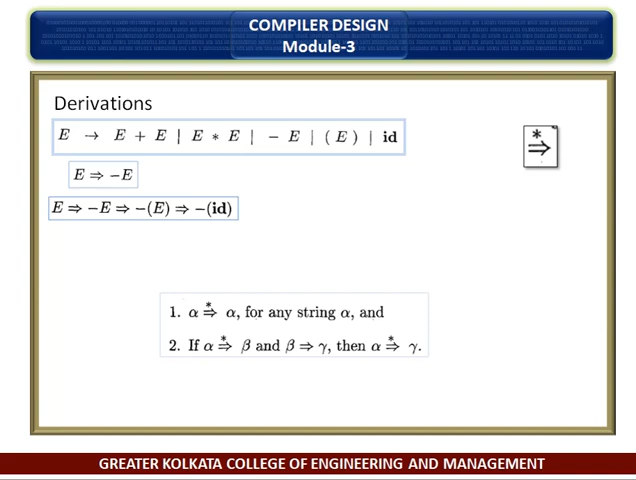 COMPILER DESIGN
Module-3
Derivations
E → E + E | E * E | - E | ( E ) | id
*
⇒
E ⇒ −E
E ⇒ −E ⇒ −(E) ⇒ −(id)
1. α ⇒* α, for any string α, and
2. If α ⇒* β and β ⇒ γ, then α ⇒* γ.
GREATER KOLKATA COLLEGE OF ENGINEERING AND MANAGEMENT